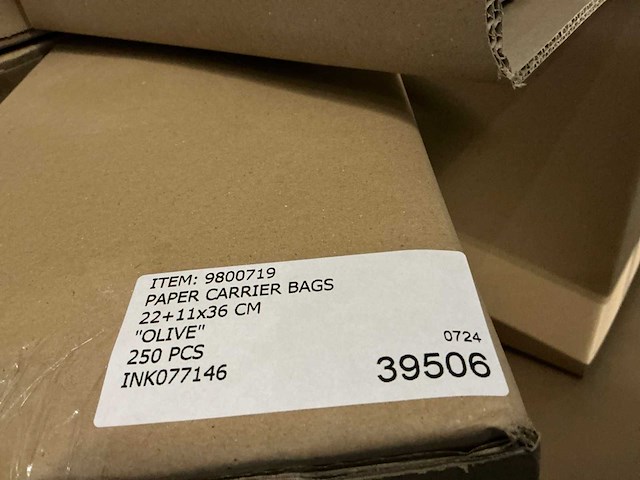 ITEM: 9800719
PAPER CARRIER BAGS
22+11x36 CM
"OLIVE"
250 PCS
INK077146
0724
39506